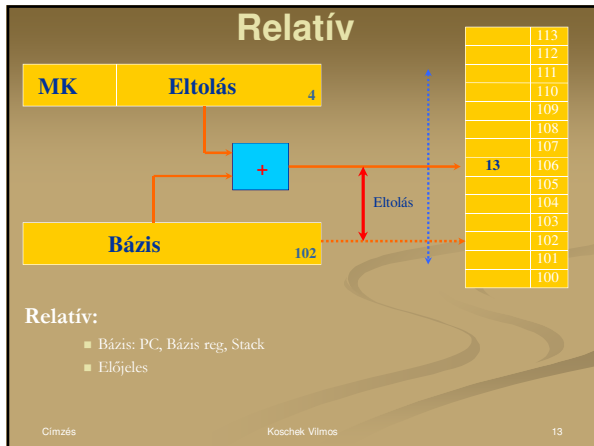 Relatív
MK Eltolás 4
+
Eltolás
Bázis 102
113
112
111
110
109
108
107
13 106
105
104
103
102
101
100
Relatív:
Bázis: PC, Bázis reg, Stack
Előjeles
Címzés Koschek Vilmos 13